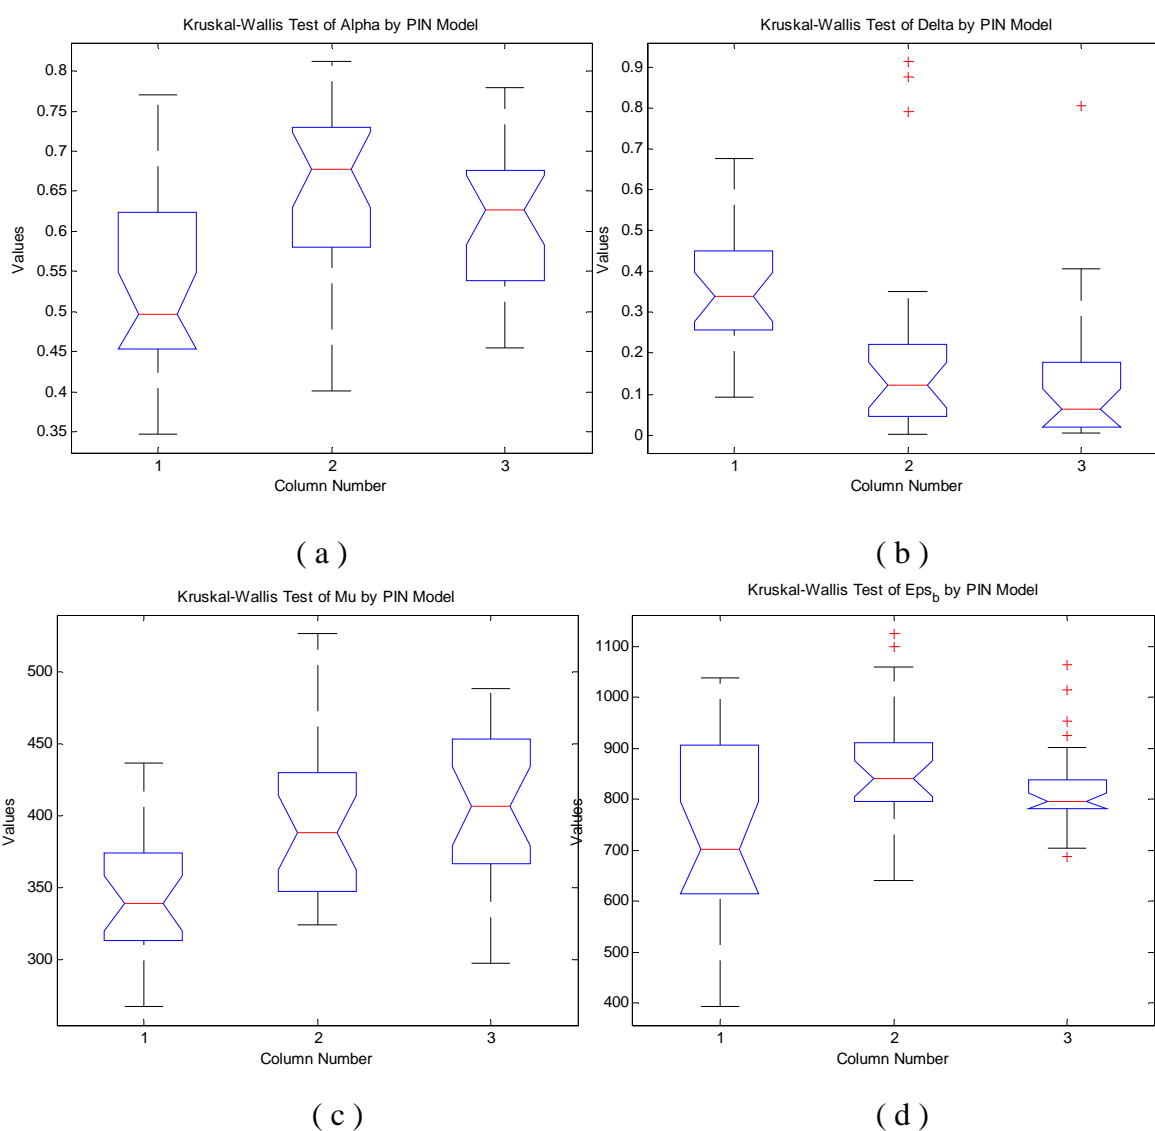 Kruskal-Wallis Test of Alpha by PIN Model
0.8
0.75
0.7
0.65
0.6
0.55
0.5
0.45
0.4
0.35
Values
1 2 3
Column Number
( a )
Kruskal-Wallis Test of Delta by PIN Model
0.9
0.8
0.7
0.6
0.5
0.4
0.3
0.2
0.1
0
Values
1 2 3
Column Number
( b )
Kruskal-Wallis Test of Mu by PIN Model
500
450
400
350
300
Values
1 2 3
Column Number
( c )
Kruskal-Wallis Test of Eps_b by PIN Model
1100
1000
900
800
700
600
500
400
Values
1 2 3
Column Number
( d )